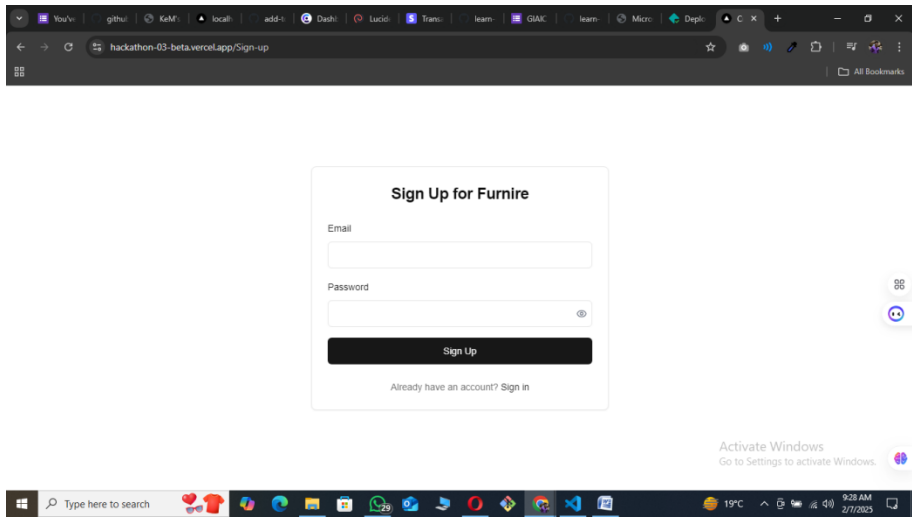 You've
githul
KeM's
localh
add-to
Dashb
Lucid
Transa
learn-
GIAIC
learn-
Micro
Deplo
C
hackathon-03-beta.vercel.app/Sign-up
All Bookmarks
Sign Up for Furnire
Email
Password
Sign Up
Already have an account? Sign in
Activate Windows
Go to Settings to activate Windows.
Type here to search
29
19°C
9:28 AM
2/7/2025